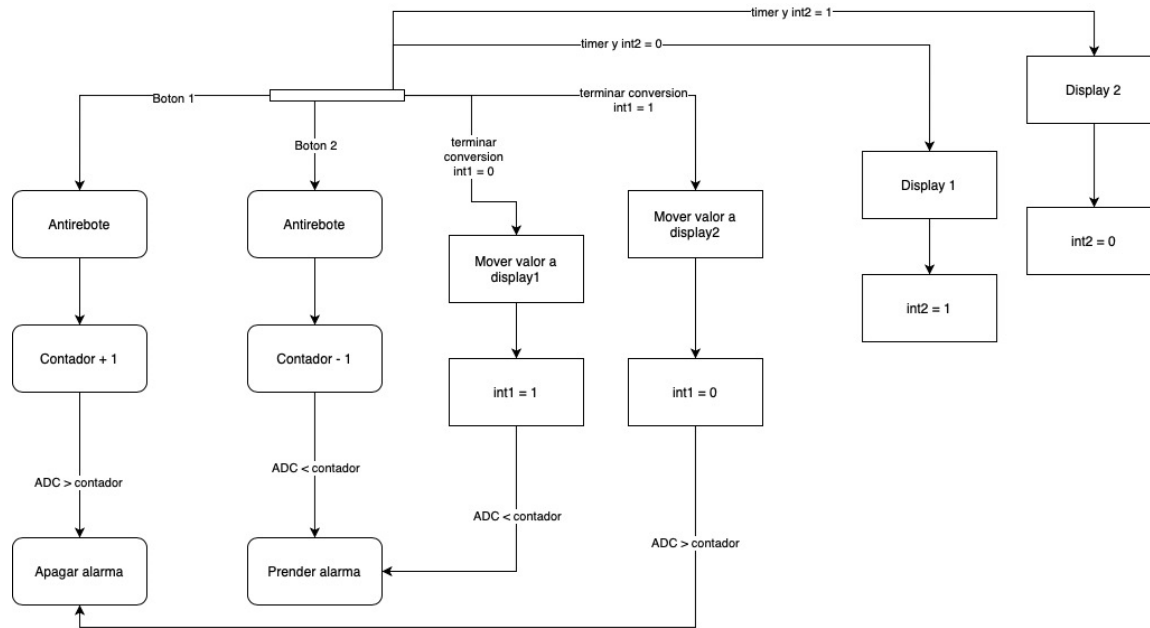 timer y int2 = 1
timer y int2 = 0
Display 2
Boton 1
terminar conversion
int1 = 1
Boton 2
terminar
conversion
int1 = 0
Display 1
Antirebote
Antirebote
Mover valor a
display2
int2 = 0
Mover valor a
display1
int2 = 1
Contador + 1
Contador - 1
int1 = 1
int1 = 0
ADC > contador
ADC < contador
ADC < contador
ADC > contador
Apagar alarma
Prender alarma